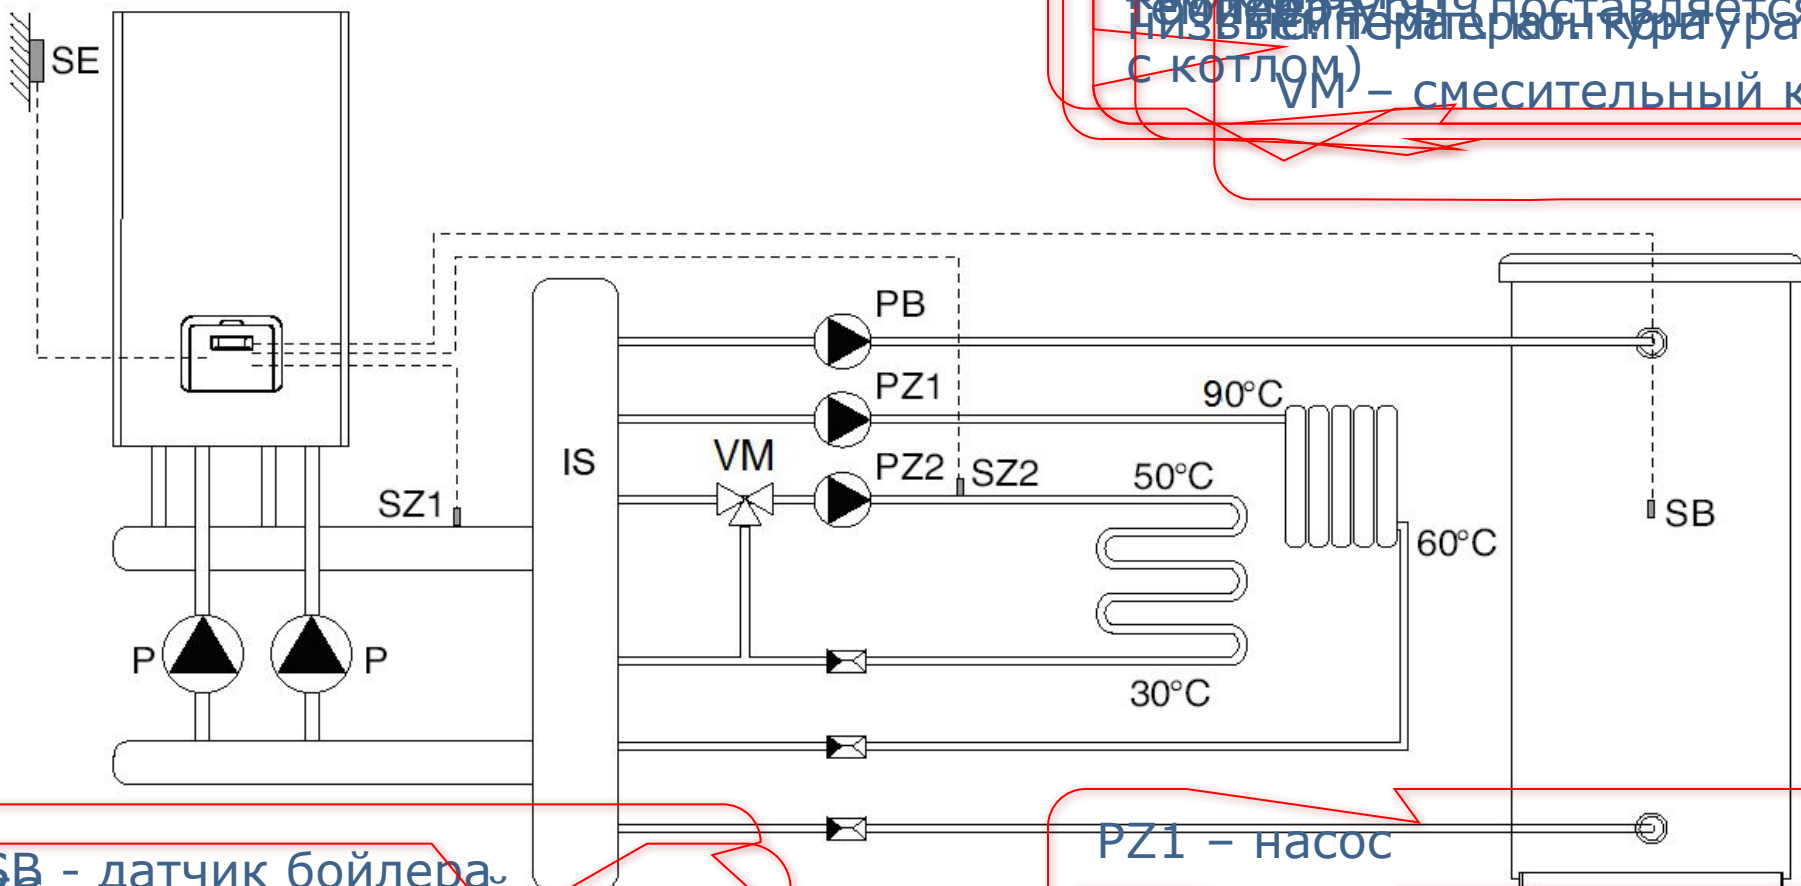 с котлом)
VM – смесительный
SE
PB
PZ1
90°C
VM
PZ2
SZ2
50°C
IS
SZ1
SB
60°C
P
P
30°C
PZ1 – насос
SB - датчик бойлера